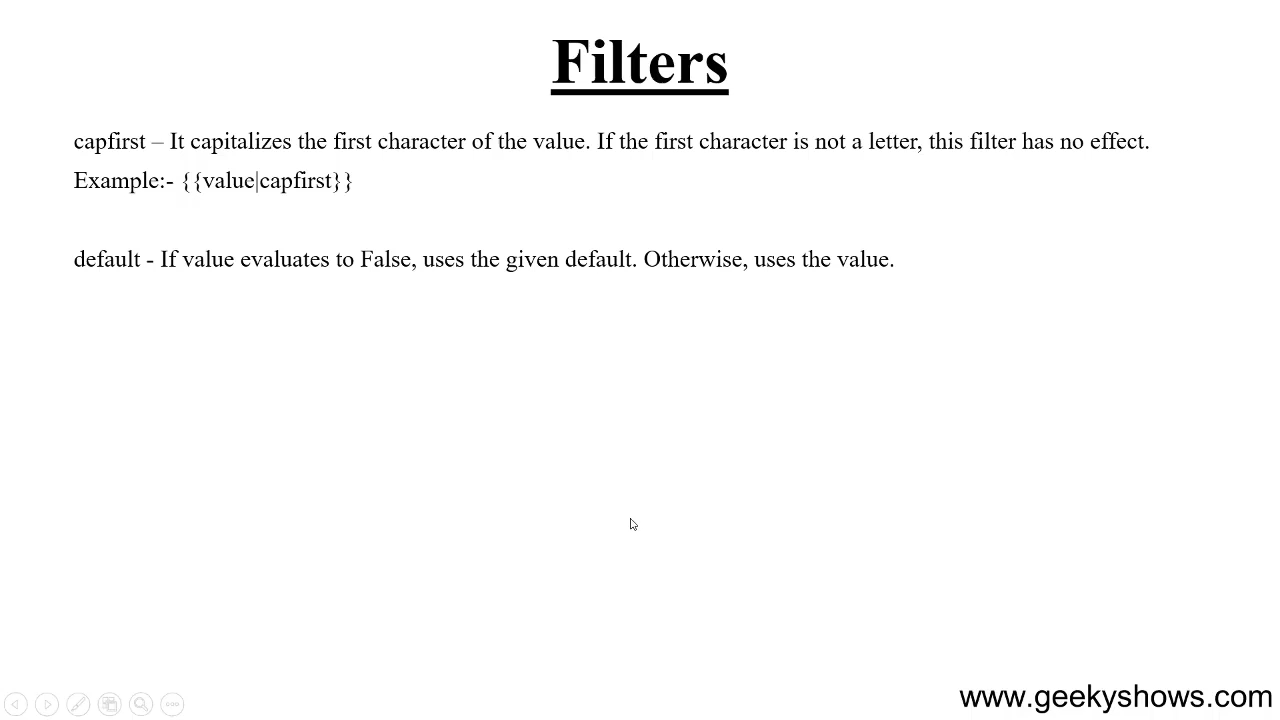 Filters
capfirst – It capitalizes the first character of the value. If the first character is not a letter, this filter has no effect.
Example:- {{value|capfirst}}
default - If value evaluates to False, uses the given default. Otherwise, uses the value.
www.geekyshows.com